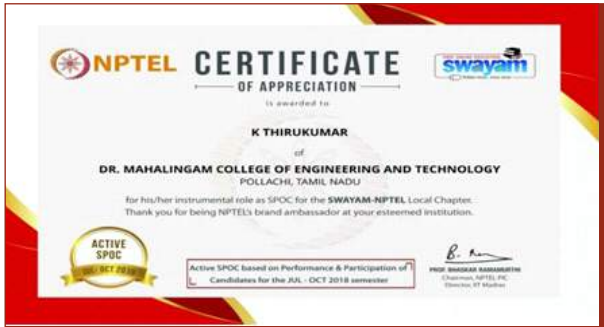 NPTEL
CERTIFICATE
OF APPRECIATION
is awarded to
swayam
K THIRUKUMAR
of
DR. MAHALINGAM COLLEGE OF ENGINEERING AND TECHNOLOGY
POLLACHI, TAMIL NADU
for his/her instrumental role as SPOC for the SWAYAM-NPTEL Local Chapter.
Thank you for being NPTEL's brand ambassador at your esteemed institution.
ACTIVE
SPOC
JUL - OCT 2018
Active SPOC based on Performance & Participation of
Candidates for the JUL - OCT 2018 semester
PROF. BHASKAR RAMAMURTHI
Chairman, NPTEL PIC
Director, IIT Madras